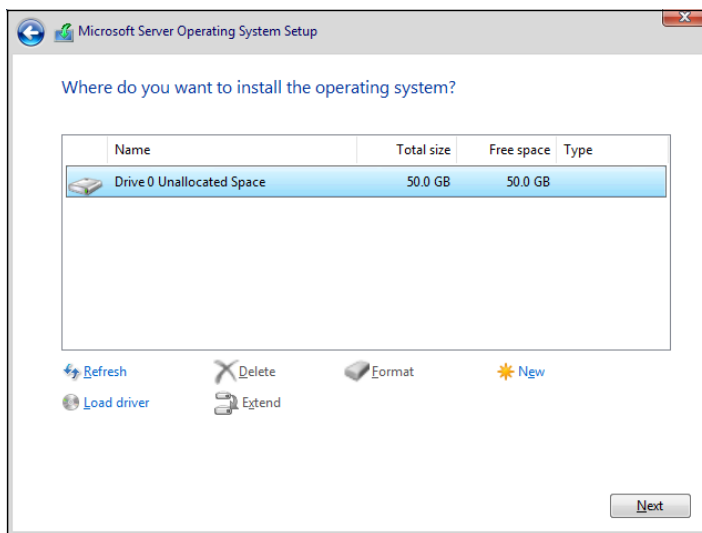 Microsoft Server Operating System Setup
Where do you want to install the operating system?
Name Total size Free space Type
Drive 0 Unallocated Space 50.0 GB 50.0 GB
Refresh Delete Format New
Load driver Extend
Next